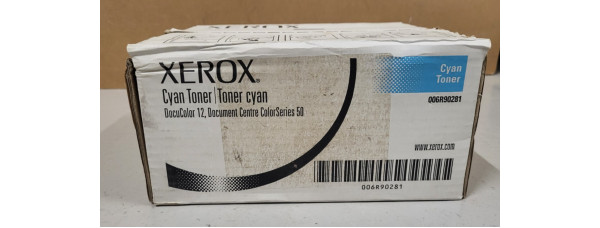 XEROX
Cyan Toner | Toner cyan
DocuColor 12, Document Centre ColorSeries 50
Cyan
Toner
006R90281
www.xerox.com
006R90281